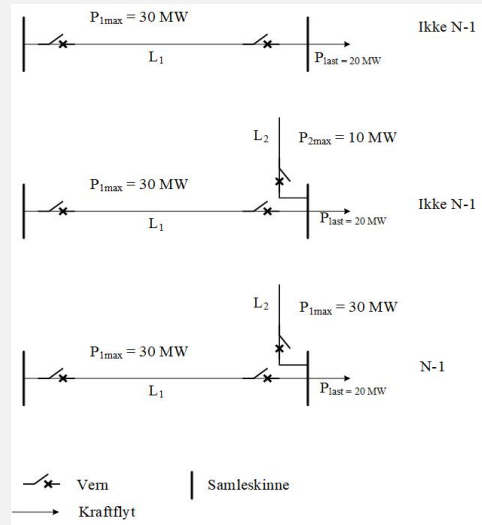 P1max = 30 MW
Ikke N-1
L1
Plast = 20 MW
L2
P2max = 10 MW
P1max = 30 MW
Ikke N-1
L1
Plast = 20 MW
L2
P1max = 30 MW
P1max = 30 MW
N-1
L1
Plast = 20 MW
Vern
Samleskinne
Kraftflyt